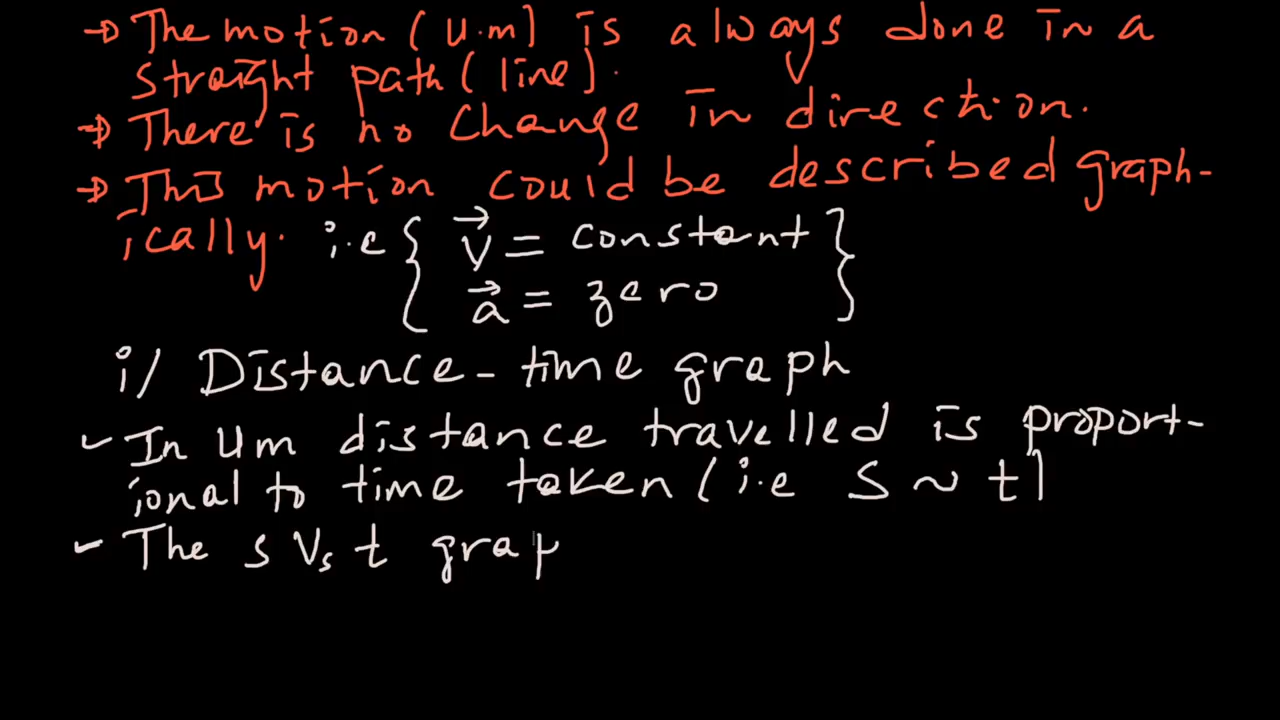 → The motion (U.m) is always done in a
straight path (line).
→ There is no change in direction.
→ This motion could be described graph-
ically. i.e { v⃗ = constant }
a⃗ = zero
i/ Distance - time graph
✓ In Um distance travelled is proport-
ional to time taken (i.e S ~ t)
✓ The s Vs t grap